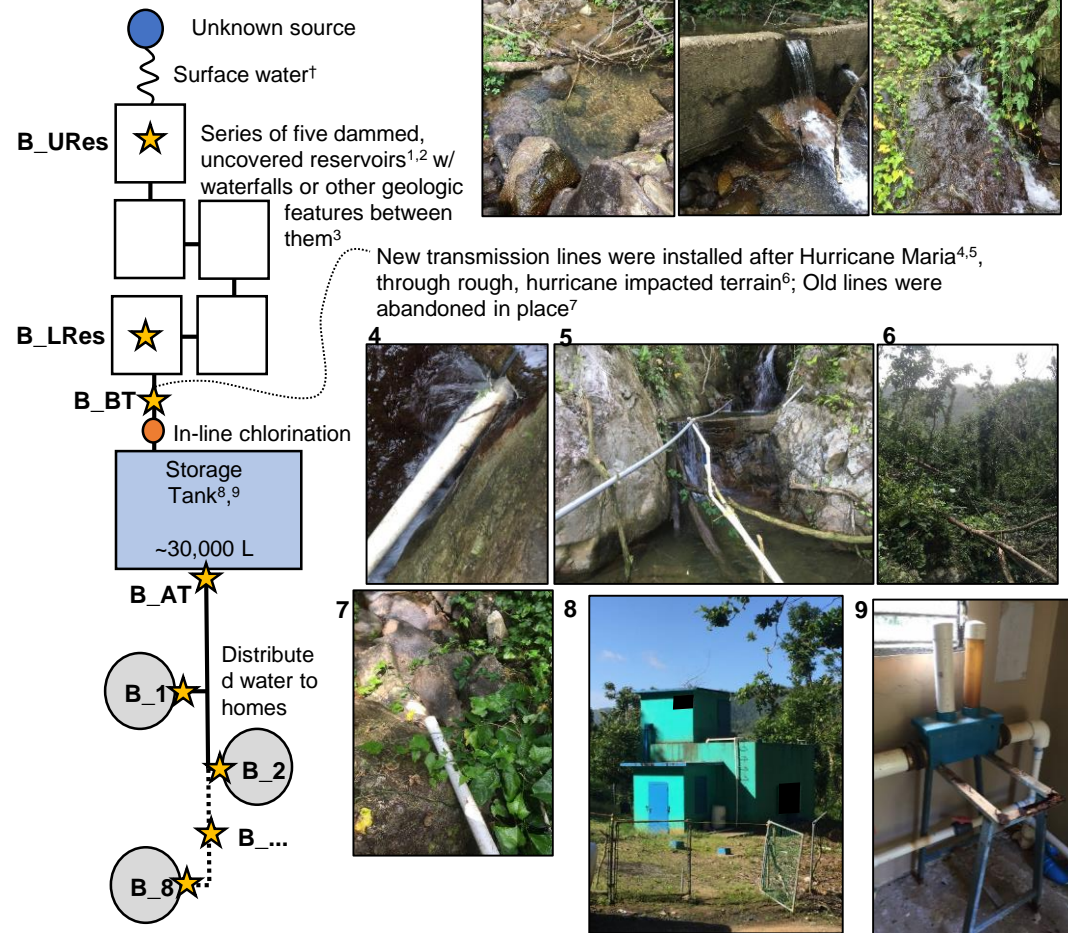 Unknown source
Surface water†
B_URes
Series of five dammed,
uncovered reservoirs1,2 w/
waterfalls or other geologic
features between
them3
New transmission lines were installed after Hurricane Maria4,5,
through rough, hurricane impacted terrain6; Old lines were
abandoned in place7
B_LRes
B_BT
In-line chlorination
Storage
Tank8,9
~30,000 L
B_AT
Distribute
d water to
homes
B_1
B_2
B_...
B_8
4
5
6
7
8
9